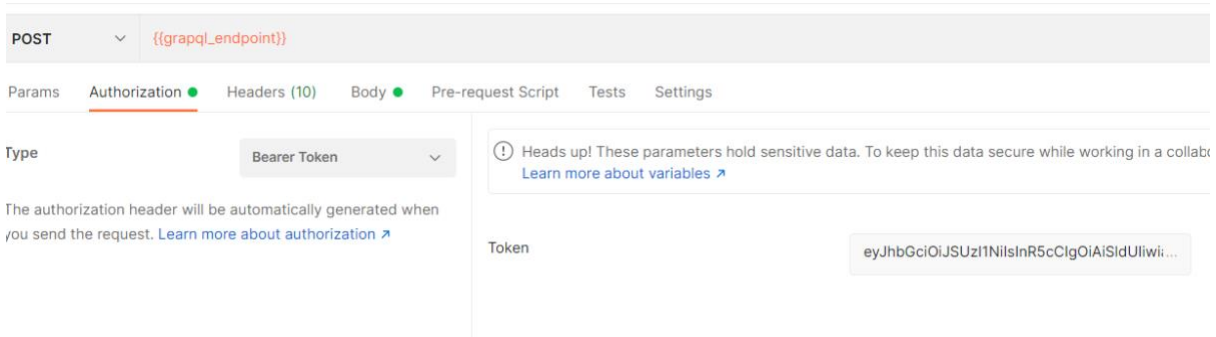 POST {{grapql_endpoint}}
Params Authorization Headers (10) Body Pre-request Script Tests Settings
Type
Bearer Token
The authorization header will be automatically generated when
you send the request. Learn more about authorization ↗
Heads up! These parameters hold sensitive data. To keep this data secure while working in a collabo
Learn more about variables ↗
Token
eyJhbGciOiJSUzI1NiIsInR5cCIgOiAiSldUIiwia...